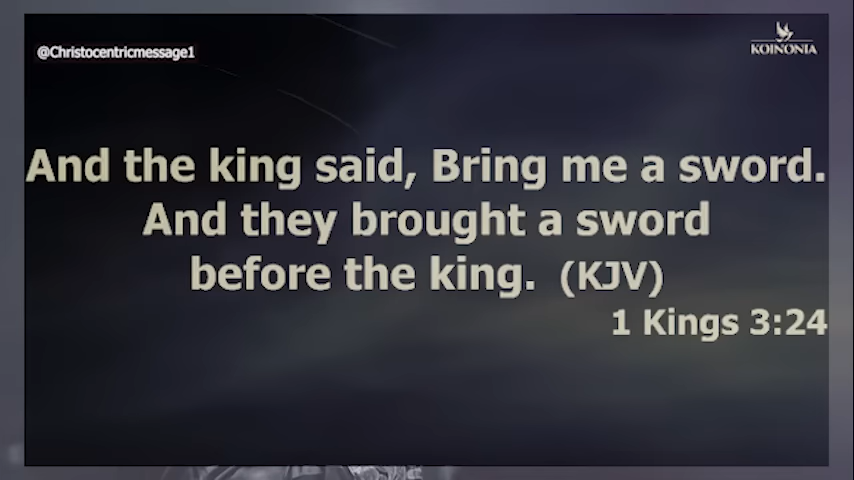 @Christocentricmessage1
KOINONIA
And the king said, Bring me a sword.
And they brought a sword
before the king. (KJV)
1 Kings 3:24